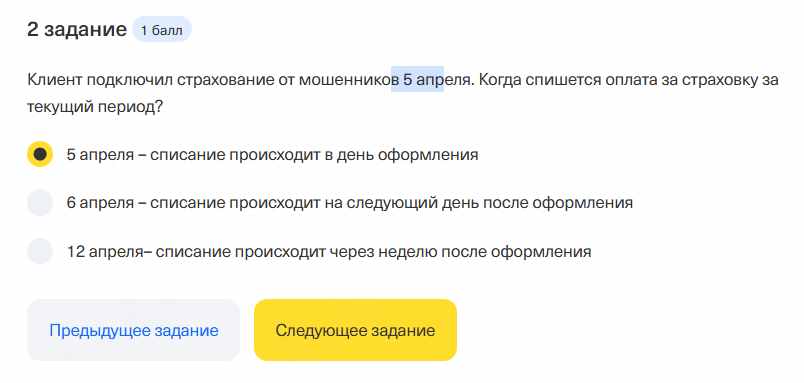 2 задание 1 балл
Клиент подключил страхование от мошенников 5 апреля. Когда спишется оплата за страховку за
текущий период?
5 апреля – списание происходит в день оформления
6 апреля – списание происходит на следующий день после оформления
12 апреля– списание происходит через неделю после оформления
Предыдущее задание Следующее задание